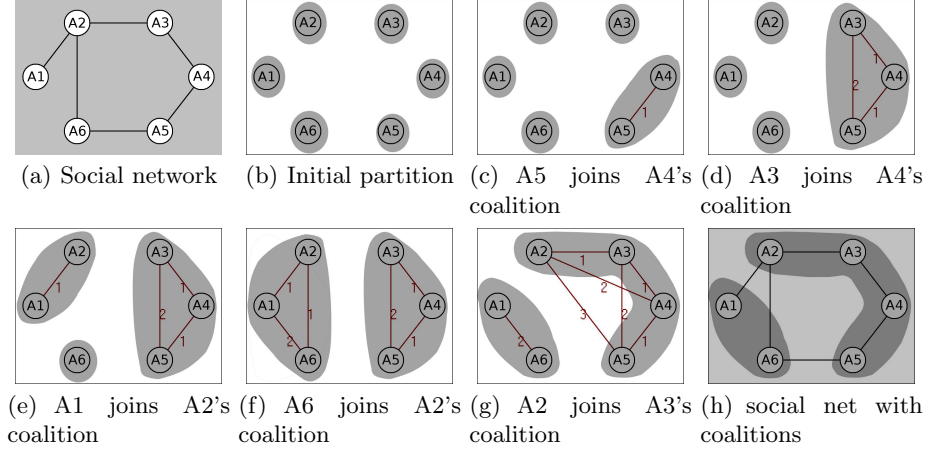 A2 A3
A1 A4
A6 A5
(a) Social network
A2 A3
A1 A4
A6 A5
(b) Initial partition
A2 A3
A1 A4
1
A6 A5
(c) A5 joins A4's
coalition
A2 A3
1
A1 A4
2
1
A6 A5
(d) A3 joins A4's
coalition
A2 A3
1 1
A1 A4
2
1
A6 A5
(e) A1 joins A2's
coalition
A2 A3
1 1
A1 A4
1 2
2 1
A6 A5
(f) A6 joins A2's
coalition
A2 A3
1
2 1
A1 A4
3 2
2 1
A6 A5
(g) A2 joins A3's
coalition
A2 A3
A1 A4
A6 A5
(h) social net with
coalitions